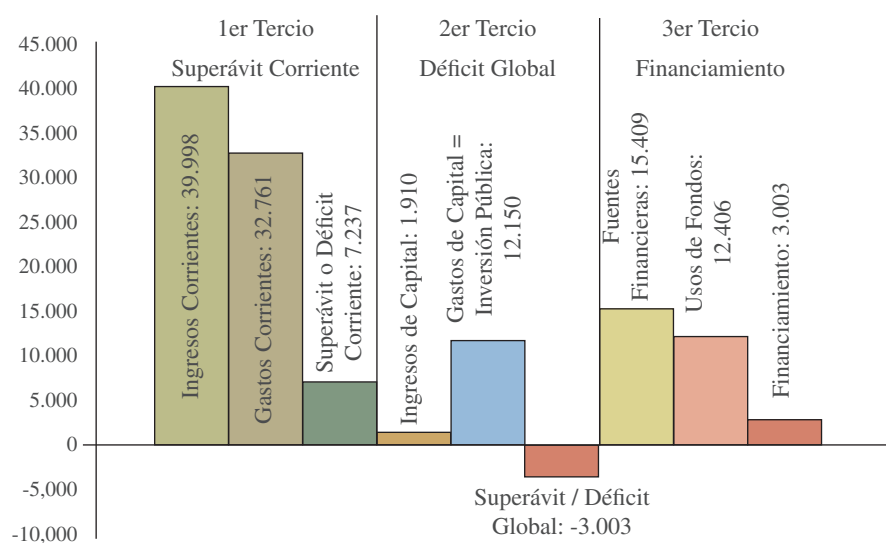 1er Tercio
Superávit Corriente
2er Tercio
Déficit Global
3er Tercio
Financiamiento
45.000
40.000
35.000
30.000
25.000
20.000
15.000
10.000
5.000
0
-5,000
-10,000
Ingresos Corrientes: 39.998
Gastos Corrientes: 32.761
Superávit o Déficit
Corriente: 7.237
Ingresos de Capital: 1.910
Gastos de Capital =
Inversión Pública:
12.150
Superávit / Déficit
Global: -3.003
Fuentes
Financieras: 15.409
Usos de Fondos:
12.406
Financiamiento: 3.003